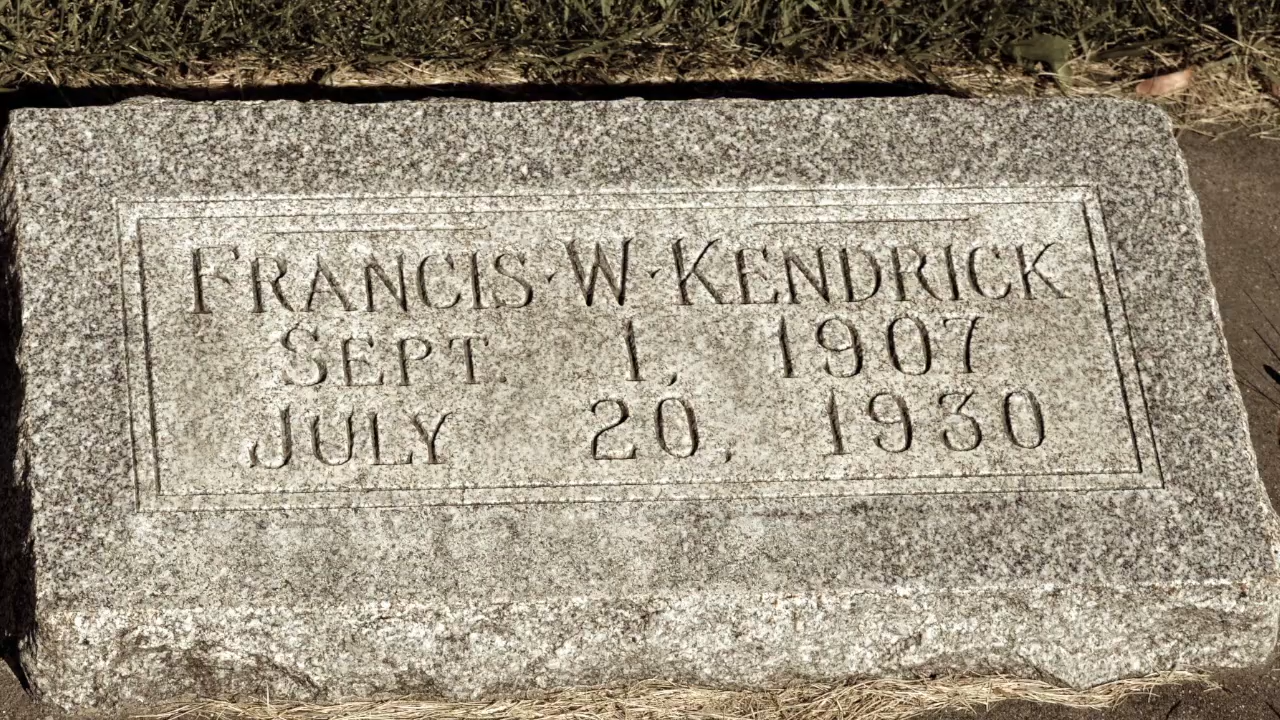 FRANCIS·W·KENDRICK
SEPT. 1, 1907
JULY 20, 1930